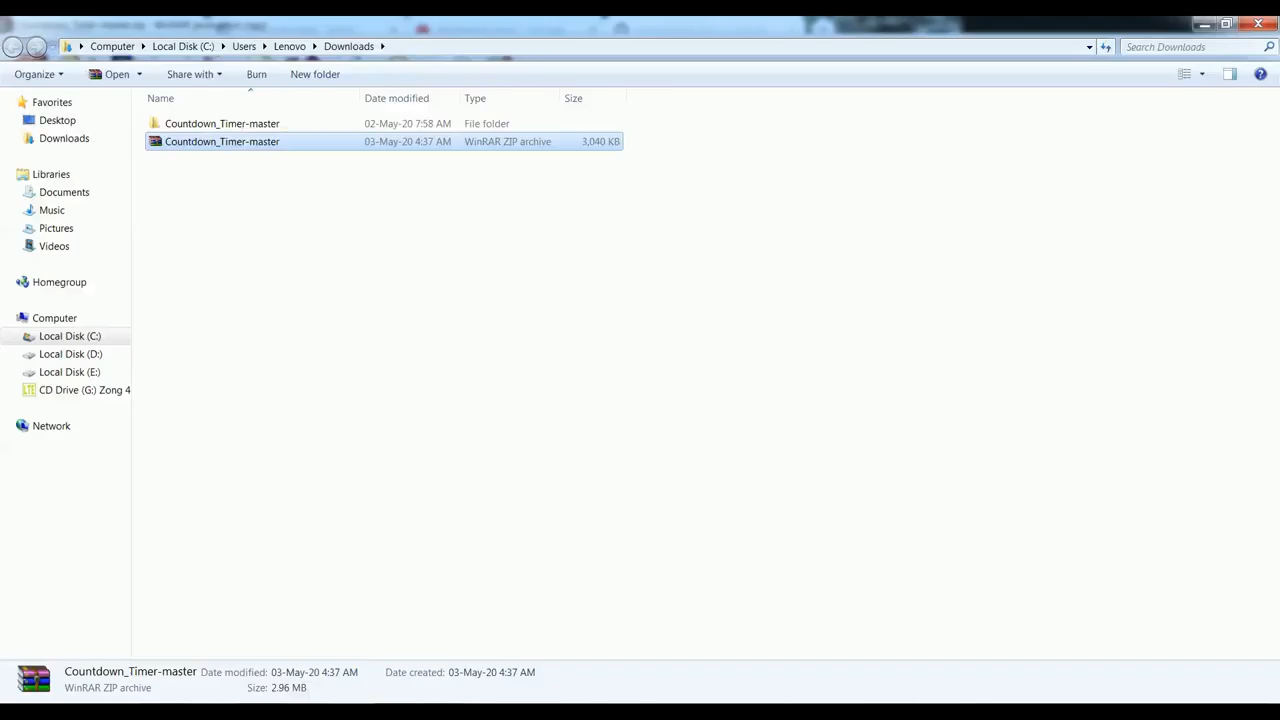 Computer Local Disk (C:) Users Lenovo Downloads Search Downloads
Organize Open Share with Burn New folder
Name Date modified Type Size
Countdown_Timer-master 02-May-20 7:58 AM File folder
Countdown_Timer-master 03-May-20 4:37 AM WinRAR ZIP archive 3,040 KB
Favorites
Desktop
Downloads
Libraries
Documents
Music
Pictures
Videos
Homegroup
Computer
Local Disk (C:)
Local Disk (D:)
Local Disk (E:)
CD Drive (G:) Zong 4
Network
Countdown_Timer-master Date modified: 03-May-20 4:37 AM Date created: 03-May-20 4:37 AM
WinRAR ZIP archive Size: 2.96 MB